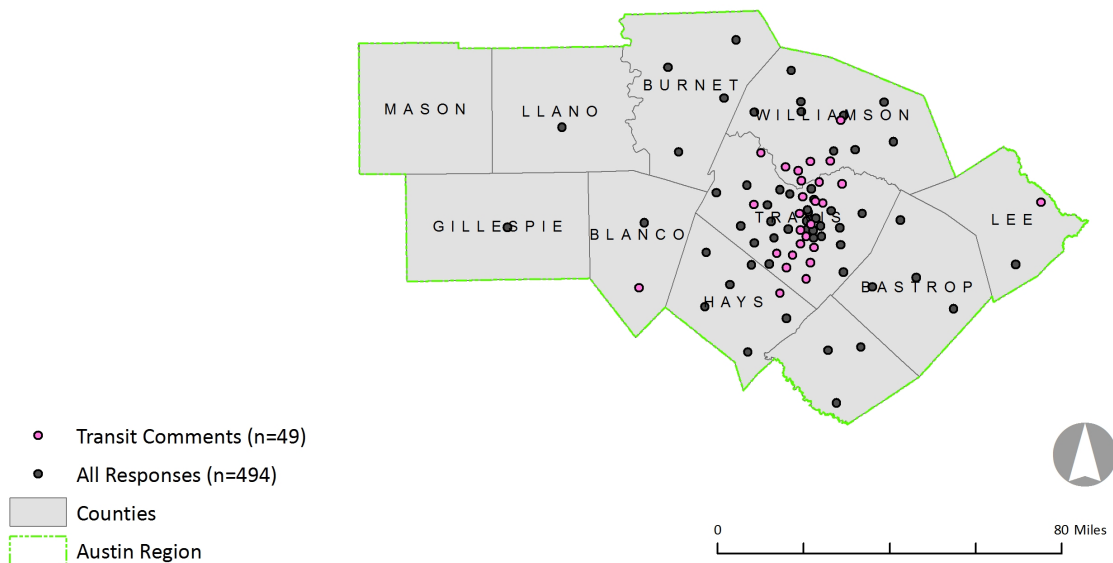 BURNET
MASON
LLANO
WILLIAMSON
TRAVIS
LEE
GILLESPIE
BLANCO
BASTROP
HAYS
Transit Comments (n=49)
All Responses (n=494)
Counties
Austin Region
0 80 Miles